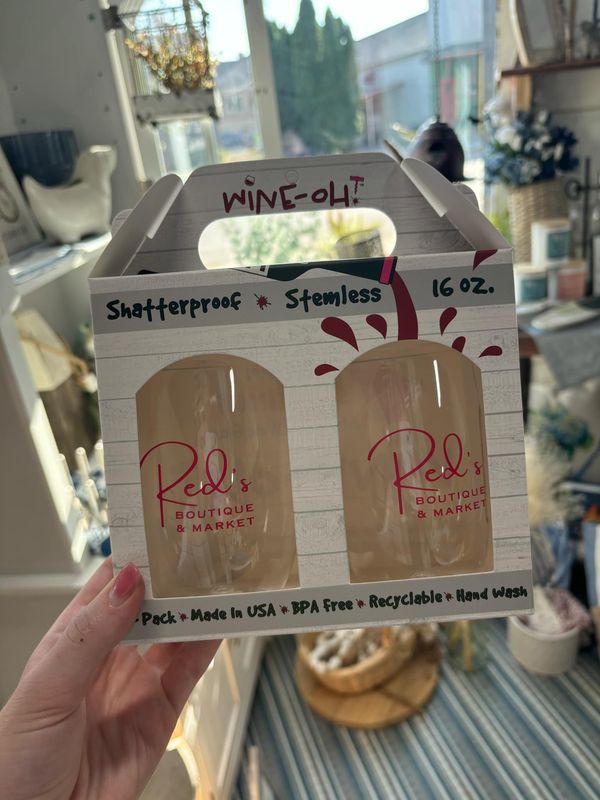 WiNE-OH!
Shatterproof * Stemless 16 oz.
Red's
BOUTIQUE
& MARKET
Red's
BOUTIQUE
& MARKET
Pack * Made in USA * BPA Free * Recyclable * Hand Wash